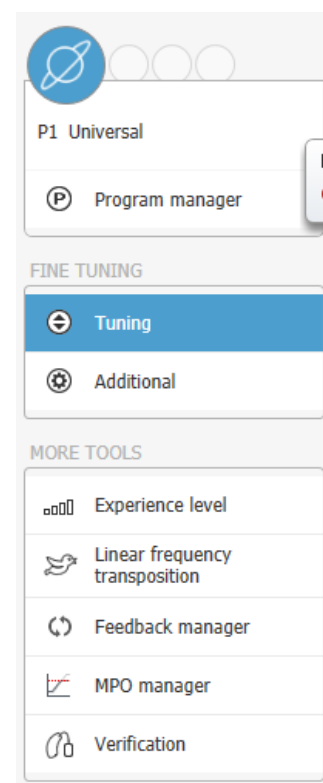 P1 Universal
P Program manager
FINE TUNING
Tuning
Additional
MORE TOOLS
Experience level
Linear frequency
transposition
Feedback manager
MPO manager
Verification